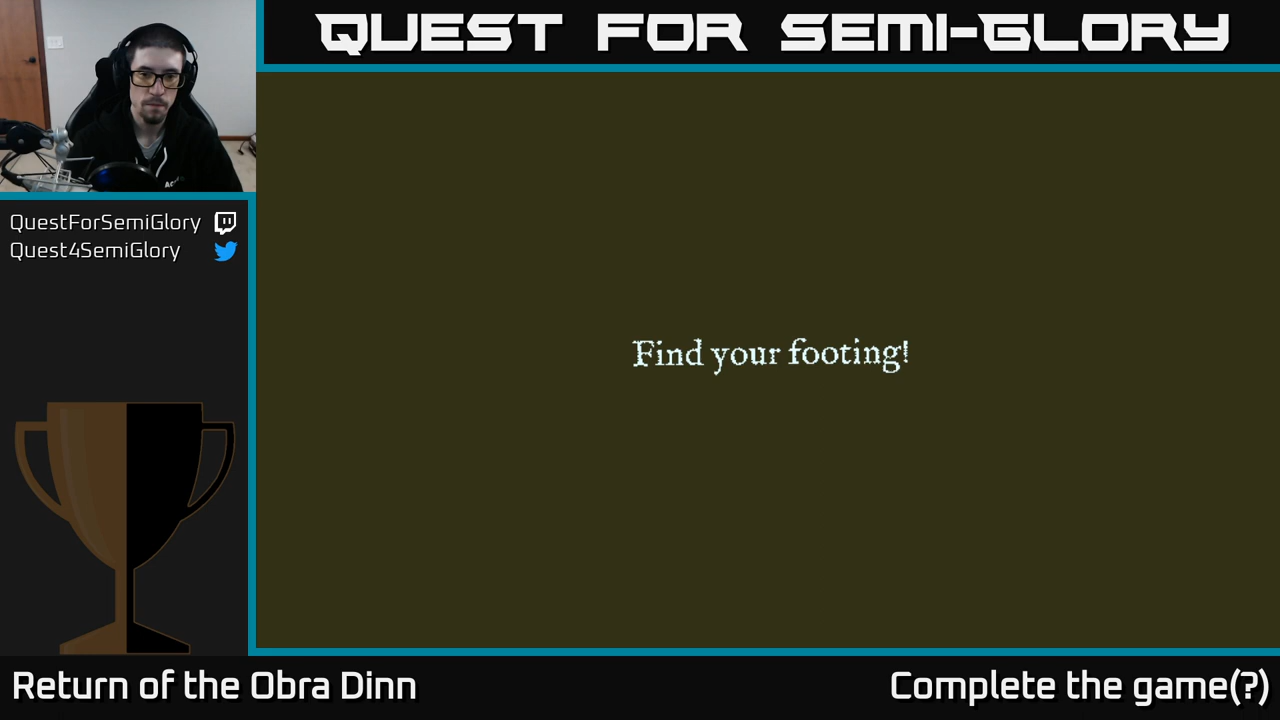 QUEST FOR SEMI-GLORY
QuestForSemiGlory
Quest4SemiGlory
Find your footing!
Return of the Obra Dinn
Complete the game(?)